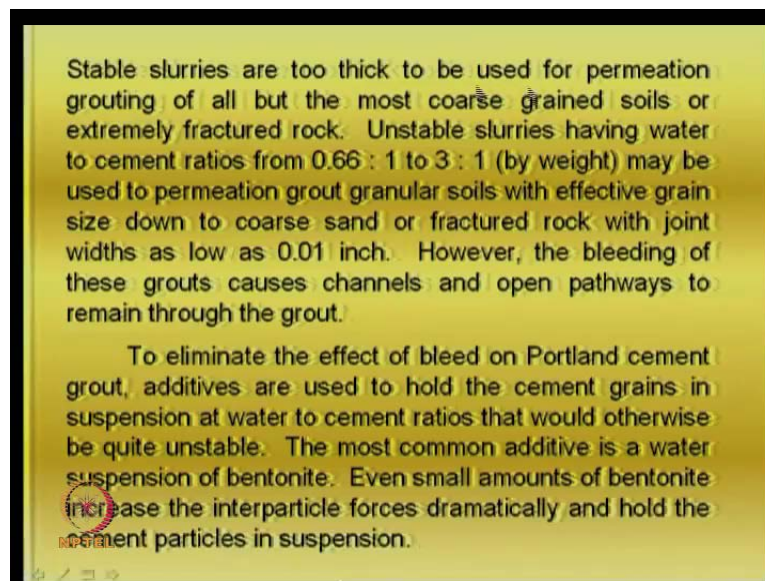 Stable slurries are too thick to be used for permeation
grouting of all but the most coarse grained soils or
extremely fractured rock. Unstable slurries having water
to cement ratios from 0.66 : 1 to 3 : 1 (by weight) may be
used to permeation grout granular soils with effective grain
size down to coarse sand or fractured rock with joint
widths as low as 0.01 inch. However, the bleeding of
these grouts causes channels and open pathways to
remain through the grout.
To eliminate the effect of bleed on Portland cement
grout, additives are used to hold the cement grains in
suspension at water to cement ratios that would otherwise
be quite unstable. The most common additive is a water
suspension of bentonite. Even small amounts of bentonite
increase the interparticle forces dramatically and hold the
cement particles in suspension.
NPTEL